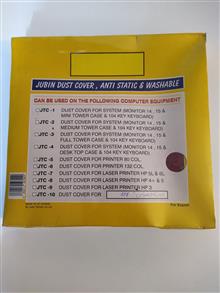 JUBIN DUST COVER, ANTI STATIC & WASHABLE
CAN BE USED ON THE FOLLOWING COMPUTER EQUIPMENT
JTC -1 DUST COVER FOR SYSTEM (MONITOR 14, 15 &
MINI TOWER CASE & 104 KEY KEYBOARD)
JTC -2 DUST COVER FOR SYSTEM (MONITOR 14, 15 &
MEDIUM TOWER CASE & 104 KEY KEYBOARD)
JTC -3 DUST COVER FOR SYSTEM (MONITOR 14, 15 &
FULL TOWER CASE & 104 KEY KEYBOARD)
JTC -4 DUST COVER FOR SYSTEM (MONITOR 14, 15 &
DESK TOP CASE & 104 KEY KEYBOARD)
JTC -5 DUST COVER FOR PRINTER 80 COL.
JTC -6 DUST COVER FOR PRINTER 132 COL.
JTC -7 DUST COVER FOR LASER PRINTER HP 5L & 6L
JTC -8 DUST COVER FOR LASER PRINTER HP 4+ & 5
JTC -9 DUST COVER FOR LASER PRINTER HP 3
JTC -10 DUST COVER FOR
For Export